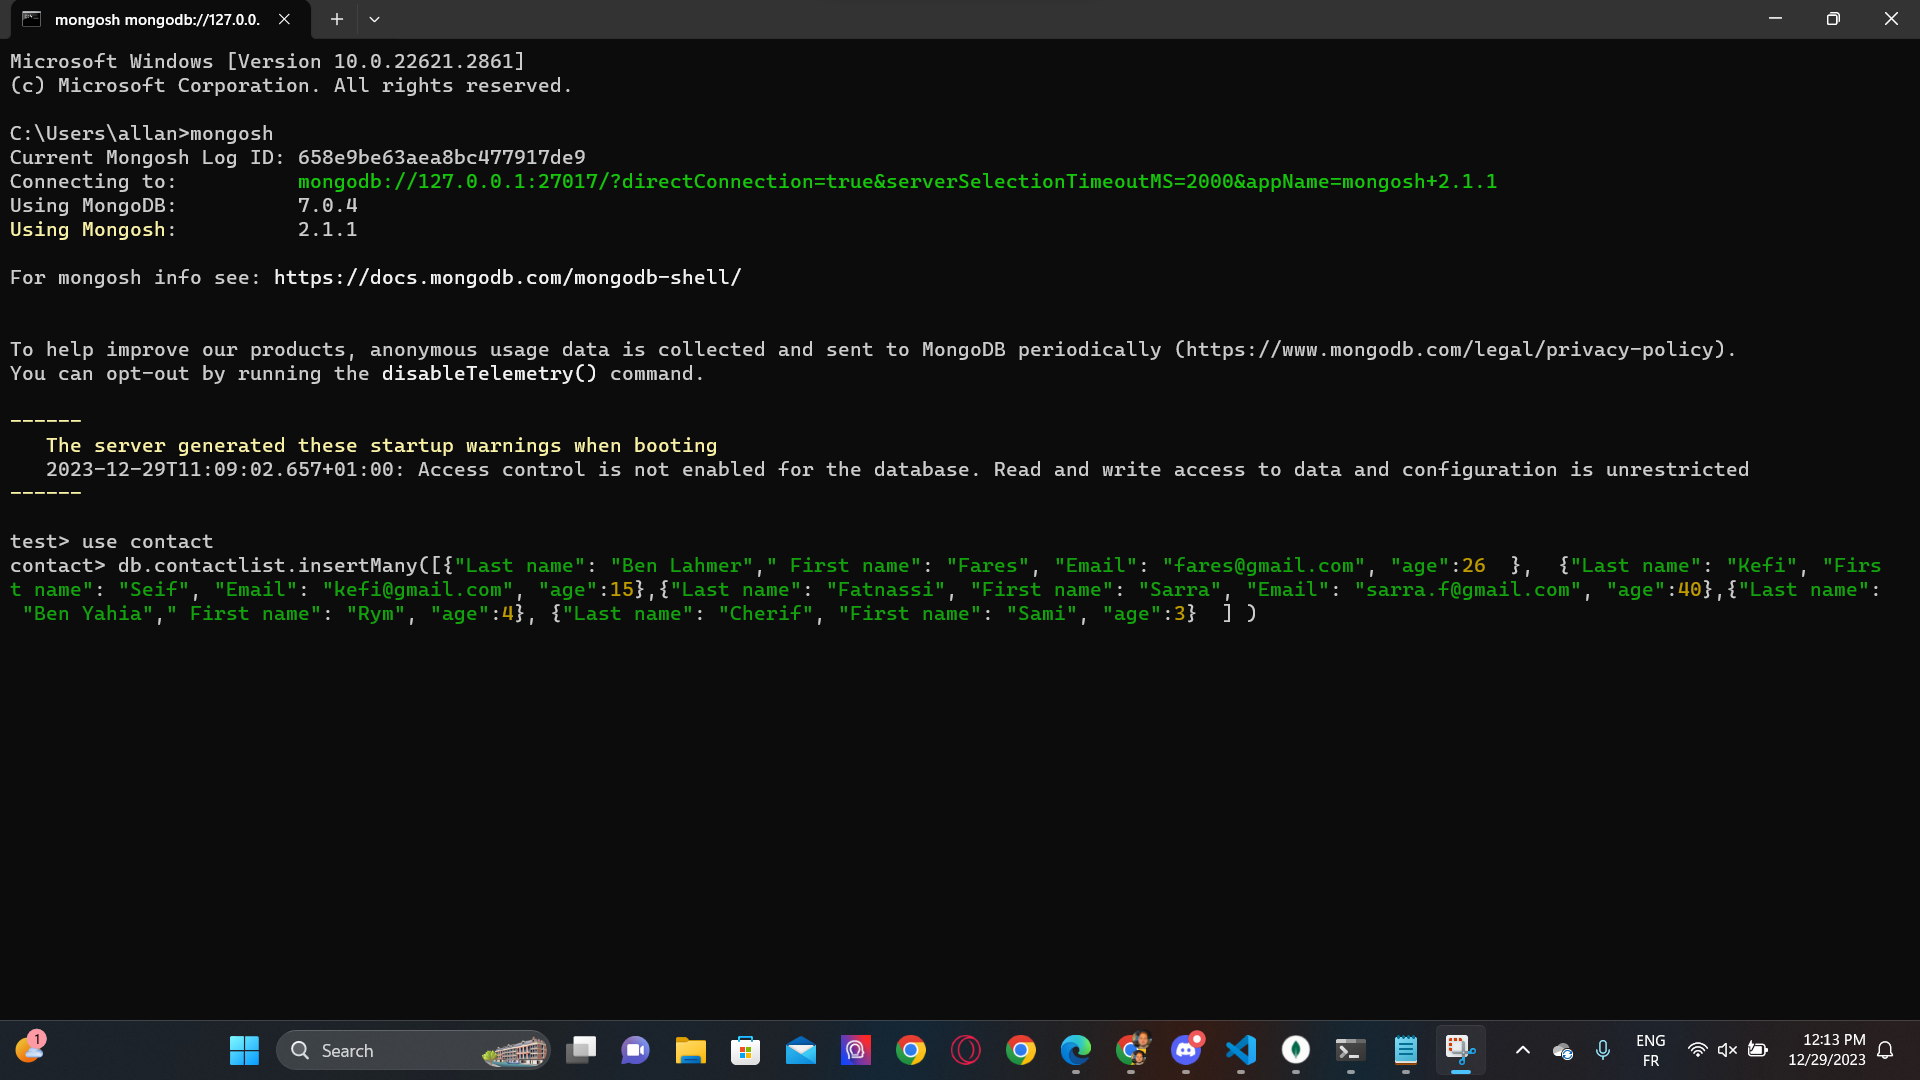 mongosh mongodb://127.0.0.
Microsoft Windows [Version 10.0.22621.2861]
(c) Microsoft Corporation. All rights reserved.
C:\Users\allan>mongosh
Current Mongosh Log ID: 658e9be63aea8bc477917de9
Connecting to:          mongodb://127.0.0.1:27017/?directConnection=true&serverSelectionTimeoutMS=2000&appName=mongosh+2.1.1
Using MongoDB:          7.0.4
Using Mongosh:          2.1.1
For mongosh info see: https://docs.mongodb.com/mongodb-shell/
To help improve our products, anonymous usage data is collected and sent to MongoDB periodically (https://www.mongodb.com/legal/privacy-policy).
You can opt-out by running the disableTelemetry() command.
------
   The server generated these startup warnings when booting
   2023-12-29T11:09:02.657+01:00: Access control is not enabled for the database. Read and write access to data and configuration is unrestricted
------
test> use contact
contact> db.contactlist.insertMany([{"Last name": "Ben Lahmer"," First name": "Fares", "Email": "fares@gmail.com", "age":26  },  {"Last name": "Kefi", "Firs
t name": "Seif", "Email": "kefi@gmail.com", "age":15},{"Last name": "Fatnassi", "First name": "Sarra", "Email": "sarra.f@gmail.com", "age":40},{"Last name":
 "Ben Yahia"," First name": "Rym", "age":4}, {"Last name": "Cherif", "First name": "Sami", "age":3}  ] )
1
Search
ENG
FR
12:13 PM
12/29/2023